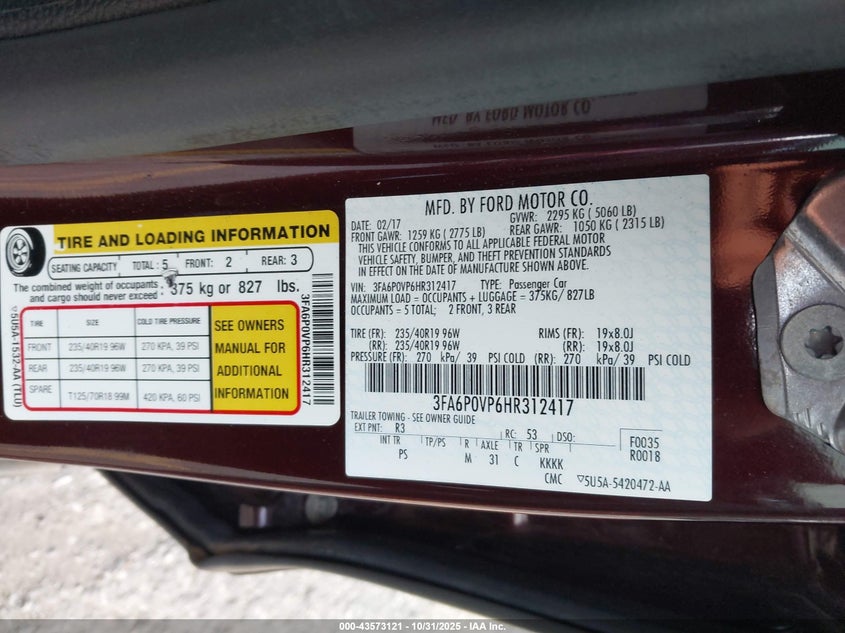 MFD. BY FORD MOTOR CO.
TIRE AND LOADING INFORMATION
SEATING CAPACITY TOTAL: 5 FRONT: 2 REAR: 3
The combined weight of occupants and cargo should never exceed: 375 kg or 827 lbs.
TIRE SIZE COLD TIRE PRESSURE
FRONT 235/40R19 96W 270 KPA, 39 PSI
REAR 235/40R19 96W 270 KPA, 39 PSI
SPARE T125/70R18 99M 420 KPA, 60 PSI
SEE OWNERS
MANUAL FOR
ADDITIONAL
INFORMATION
▽5U5A-1532-AA (TLU)
3FA6P0VP6HR312417
MFD. BY FORD MOTOR CO.
DATE: 02/17 GVWR: 2295 KG ( 5060 LB)
FRONT GAWR: 1259 KG ( 2775 LB) REAR GAWR: 1050 KG ( 2315 LB)
THIS VEHICLE CONFORMS TO ALL APPLICABLE FEDERAL MOTOR
VEHICLE SAFETY, BUMPER, AND THEFT PREVENTION STANDARDS
IN EFFECT ON THE DATE OF MANUFACTURE SHOWN ABOVE.
VIN: 3FA6P0VP6HR312417 TYPE: Passenger Car
MAXIMUM LOAD = OCCUPANTS + LUGGAGE = 375KG/ 827LB
OCCUPANTS = 5 TOTAL; 2 FRONT, 3 REAR
TIRE (FR): 235/40R19 96W RIMS (FR): 19x8.0J
(RR): 235/40R19 96W (RR): 19x8.0J
PRESSURE (FR): 270 kPa/ 39 PSI COLD (RR): 270 kPa/ 39 PSI COLD
3FA6P0VP6HR312417
TRAILER TOWING - SEE OWNER GUIDE
EXT PNT: R3 RC: 53 DSO: F0035
R0018
INT TR TP/PS R AXLE TR SPR
PS M 31 C KKKK
CMC ▽5U5A-5420472-AA
000-43573121 - 10/31/2025 - IAA Inc.